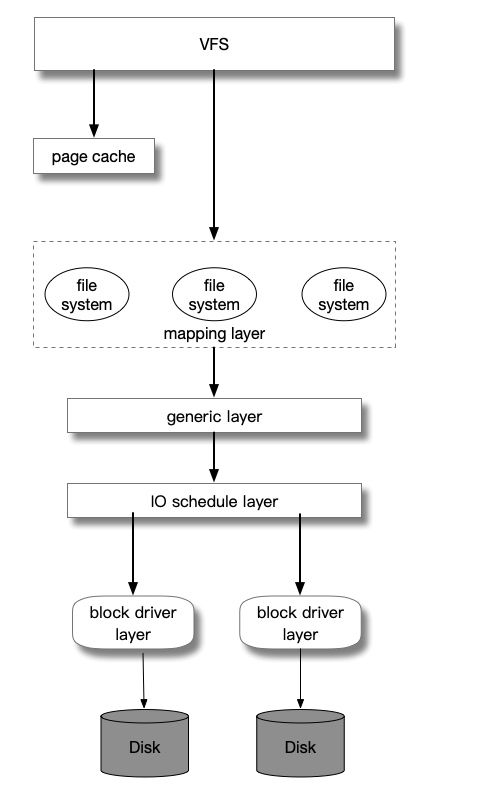 VFS
page cache
file
system
file
system
file
system
mapping layer
generic layer
IO schedule layer
block driver
layer
block driver
layer
Disk
Disk